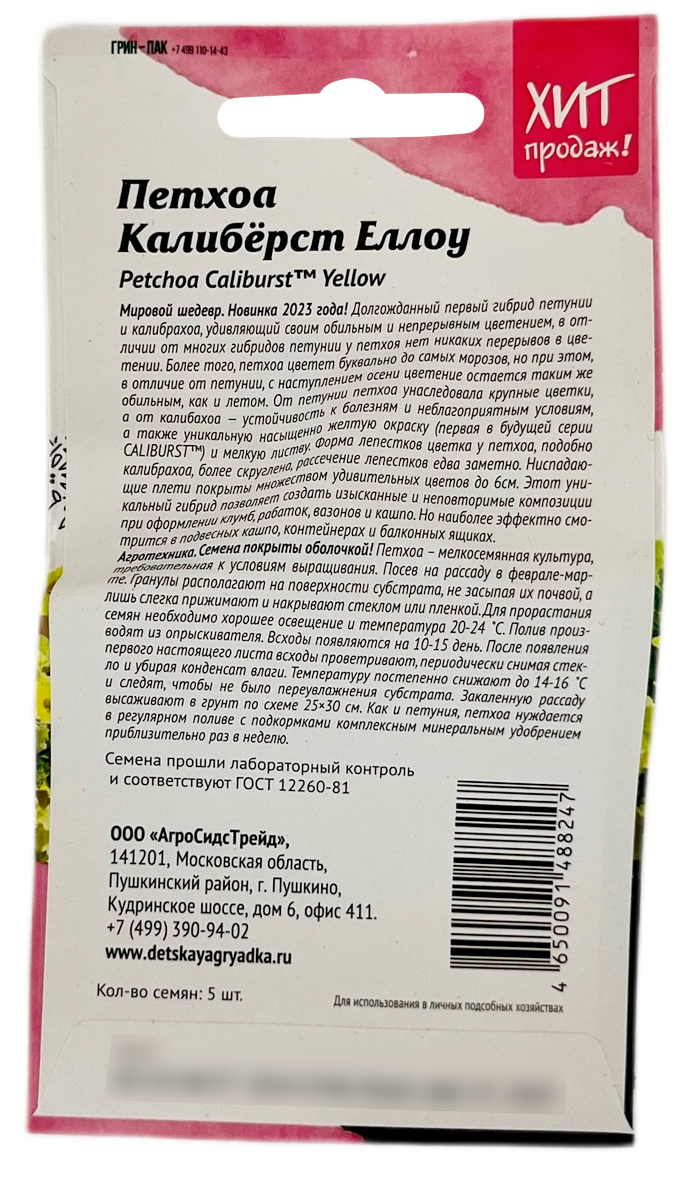 ГРИН-ПАК +7 499 110-14-43
ХИТ
продаж!
Петхоа
Калибёрст Еллоу
Petchoa Caliburst™ Yellow
Мировой шедевр. Новинка 2023 года! Долгожданный первый гибрид петунии
и калибрахоа, удивляющий своим обильным и непрерывным цветением, в от-
личии от многих гибридов петунии у петхоя нет никаких перерывов в цве-
тении. Более того, петхоа цветет буквально до самых морозов, но при этом,
в отличие от петунии, с наступлением осени цветение остается таким же
обильным, как и летом. От петунии петхоа унаследовала крупные цветки,
а от калибахоа – устойчивость к болезням и неблагоприятным условиям,
а также уникальную насыщенно желтую окраску (первая в будущей серии
CALIBURST™) и мелкую листву. Форма лепестков цветка у петхоа, подобно
калибрахоа, более скруглена, рассечение лепестков едва заметно. Ниспадаю-
щие плети покрыты множеством удивительных цветов до 6см. Этот уни-
кальный гибрид позволяет создать изысканные и неповторимые композиции
при оформлении клумб, рабаток, вазонов и кашпо. Но наиболее эффектно смо-
трится в подвесных кашпо, контейнерах и балконных ящиках.
Агротехника. Семена покрыты оболочкой! Петхоа – мелкосемянная культура,
требовательная к условиям выращивания. Посев на рассаду в феврале-мар-
те. Гранулы располагают на поверхности субстрата, не засыпая их почвой, а
лишь слегка прижимают и накрывают стеклом или пленкой. Для прорастания
семян необходимо хорошее освещение и температура 20-24 °С. Полив произ-
водят из опрыскивателя. Всходы появляются на 10-15 день. После появления
первого настоящего листа всходы проветривают, периодически снимая стек-
ло и убирая конденсат влаги. Температуру постепенно снижают до 14-16 °С
и следят, чтобы не было переувлажнения субстрата. Закаленную рассаду
высаживают в грунт по схеме 25×30 см. Как и петуния, петхоа нуждается
в регулярном поливе с подкормками комплексным минеральным удобрением
приблизительно раз в неделю.
Семена прошли лабораторный контроль
и соответствуют ГОСТ 12260-81
ООО «АгроСидсТрейд»,
141201, Московская область,
Пушкинский район, г. Пушкино,
Кудринское шоссе, дом 6, офис 411.
+7 (499) 390-94-02
www.detskayagryadka.ru
4 650091 488247
Кол-во семян: 5 шт.
Для использования в личных подсобных хозяйствах